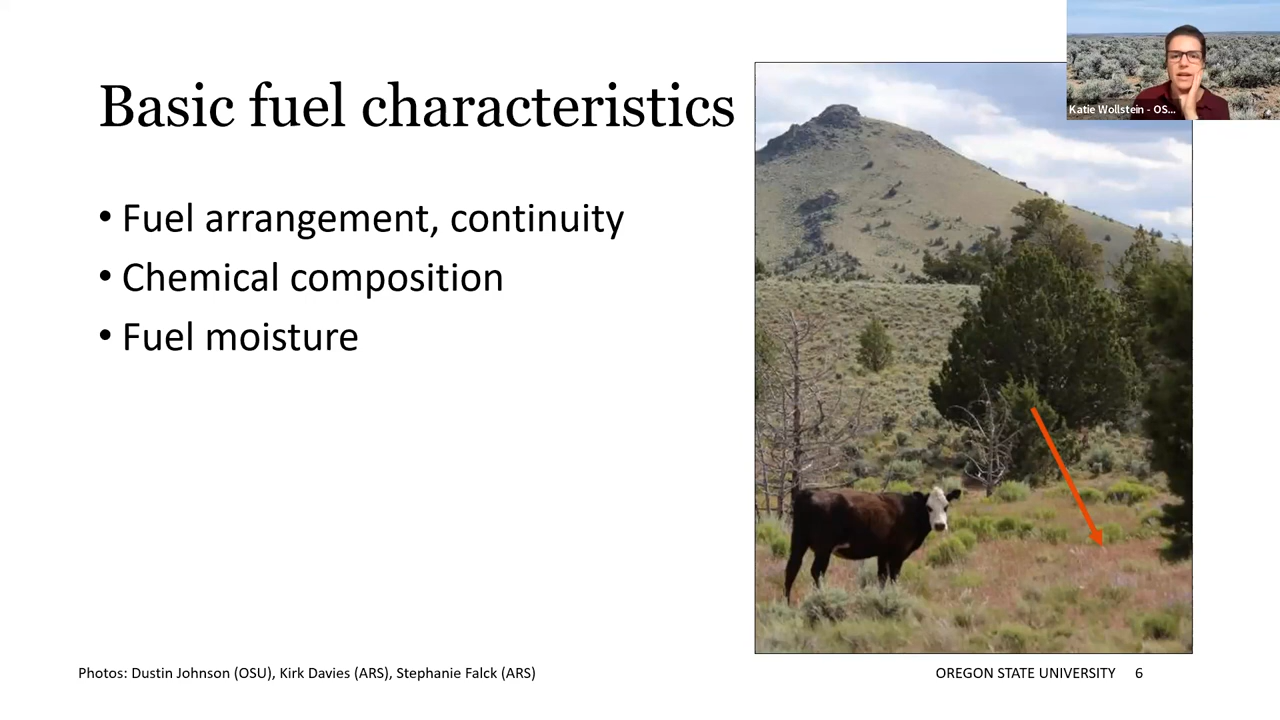 Basic fuel characteristics
• Fuel arrangement, continuity
• Chemical composition
• Fuel moisture
Katie Wollstein - OS...
Photos: Dustin Johnson (OSU), Kirk Davies (ARS), Stephanie Falck (ARS)
OREGON STATE UNIVERSITY 6